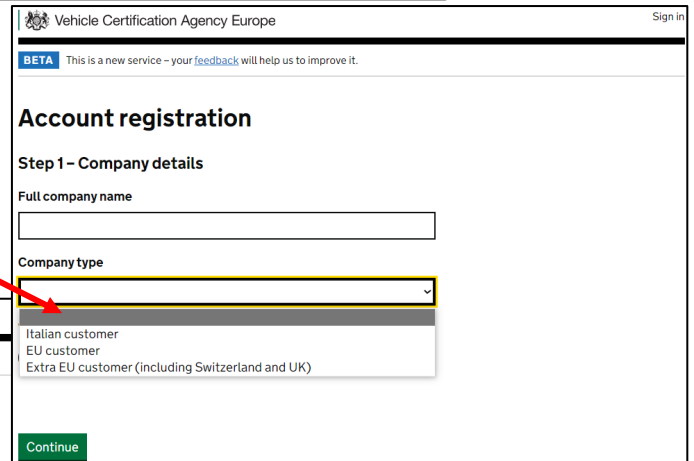 Vehicle Certification Agency Europe
Sign in
BETA This is a new service – your feedback will help us to improve it.
Account registration
Step 1 – Company details
Full company name
Company type
Italian customer
EU customer
Extra EU customer (including Switzerland and UK)
Continue